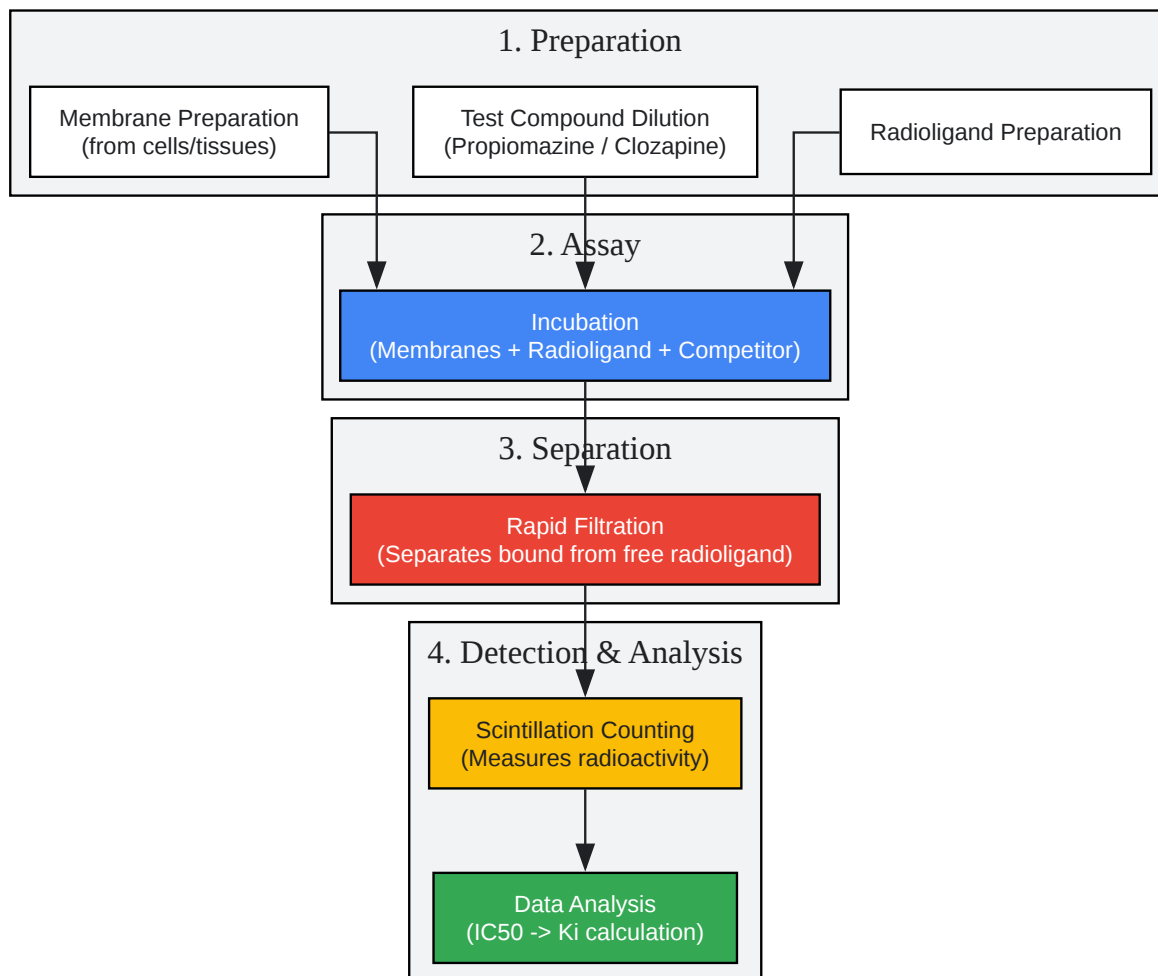 1. Preparation
Membrane Preparation
(from cells/tissues)
Test Compound Dilution
(Propiomazine / Clozapine)
Radioligand Preparation
2. Assay
Incubation
(Membranes + Radioligand + Competitor)
3. Separation
Rapid Filtration
(Separates bound from free radioligand)
4. Detection & Analysis
Scintillation Counting
(Measures radioactivity)
Data Analysis
(IC50 -> Ki calculation)